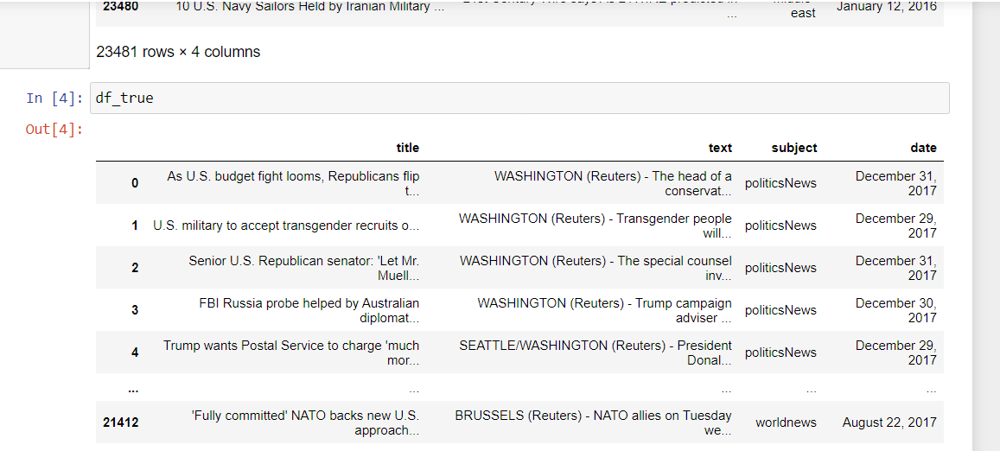 23480 10 U.S. Navy Sailors Held by Iranian Military ... January 12, 2016
... east
23481 rows × 4 columns
In [4]: df_true
Out[4]:
title text subject date
0 As U.S. budget fight looms, Republicans flip t... WASHINGTON (Reuters) - The head of a conservat... politicsNews December 31, 2017
1 U.S. military to accept transgender recruits o... WASHINGTON (Reuters) - Transgender people will... politicsNews December 29, 2017
2 Senior U.S. Republican senator: 'Let Mr. Muell... WASHINGTON (Reuters) - The special counsel inv... politicsNews December 31, 2017
3 FBI Russia probe helped by Australian diplomat... WASHINGTON (Reuters) - Trump campaign adviser ... politicsNews December 30, 2017
4 Trump wants Postal Service to charge 'much mor... SEATTLE/WASHINGTON (Reuters) - President Donal... politicsNews December 29, 2017
... ... ... ... ...
21412 'Fully committed' NATO backs new U.S. approach... BRUSSELS (Reuters) - NATO allies on Tuesday we... worldnews August 22, 2017